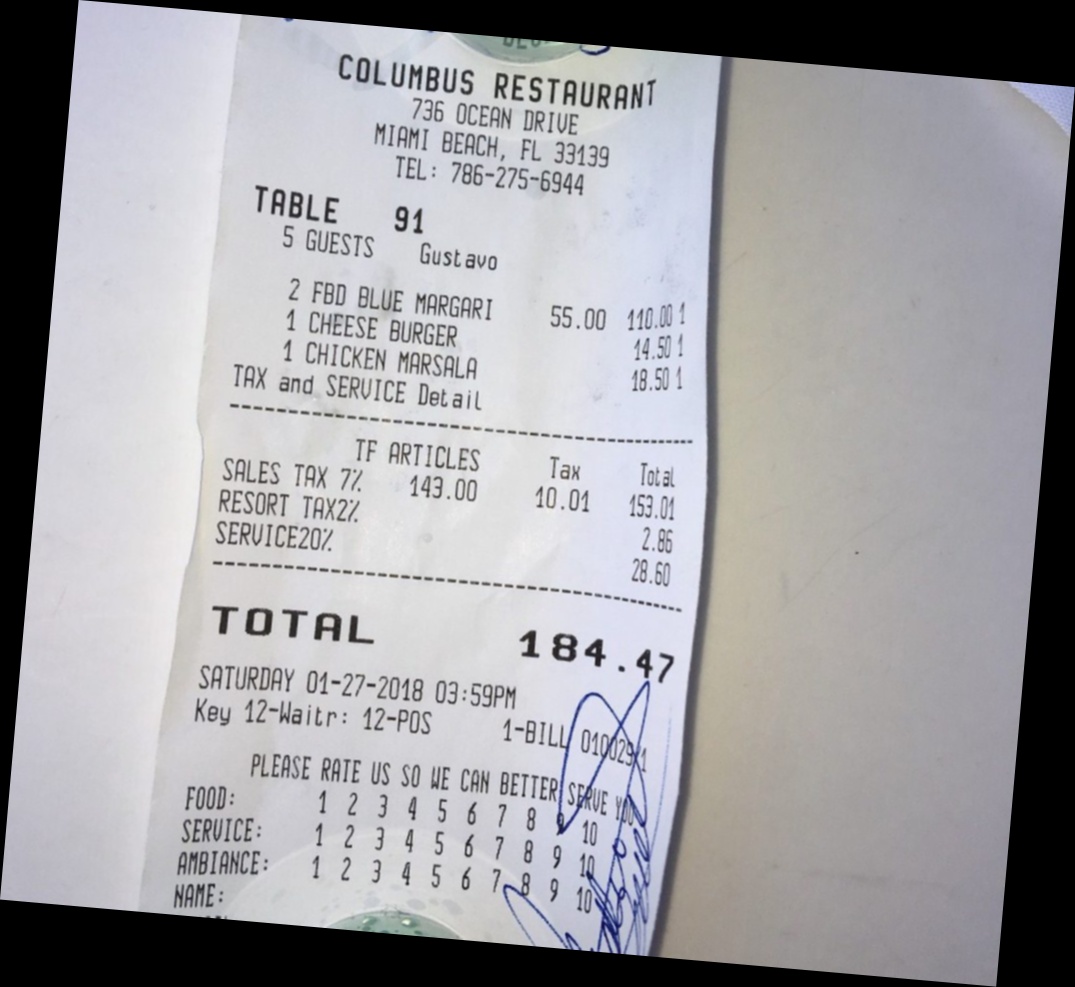 COLUMBUS RESTAURANT
736 OCEAN DRIVE
MIAMI BEACH, FL 33139
TEL: 786-275-6944
TABLE 91
5 GUESTS Gustavo
2 FBD BLUE MARGARI 55.00 110.00 1
1 CHEESE BURGER 14.50 1
1 CHICKEN MARSALA 18.50 1
TAX and SERVICE Detail
TF ARTICLES Tax Total
SALES TAX 7% 143.00 10.01 153.01
RESORT TAX2% 2.86
SERVICE20% 28.60
TOTAL 184.47
SATURDAY 01-27-2018 03:59PM
Key 12-Waitr: 12-POS 1-BILL
PLEASE RATE US SO WE CAN BETTER SERVE YOU
FOOD: 1 2 3 4 5 6 7 8 9 10
SERVICE: 1 2 3 4 5 6 7 8 9 10
AMBIANCE: 1 2 3 4 5 6 7 8 9 10
NAME: